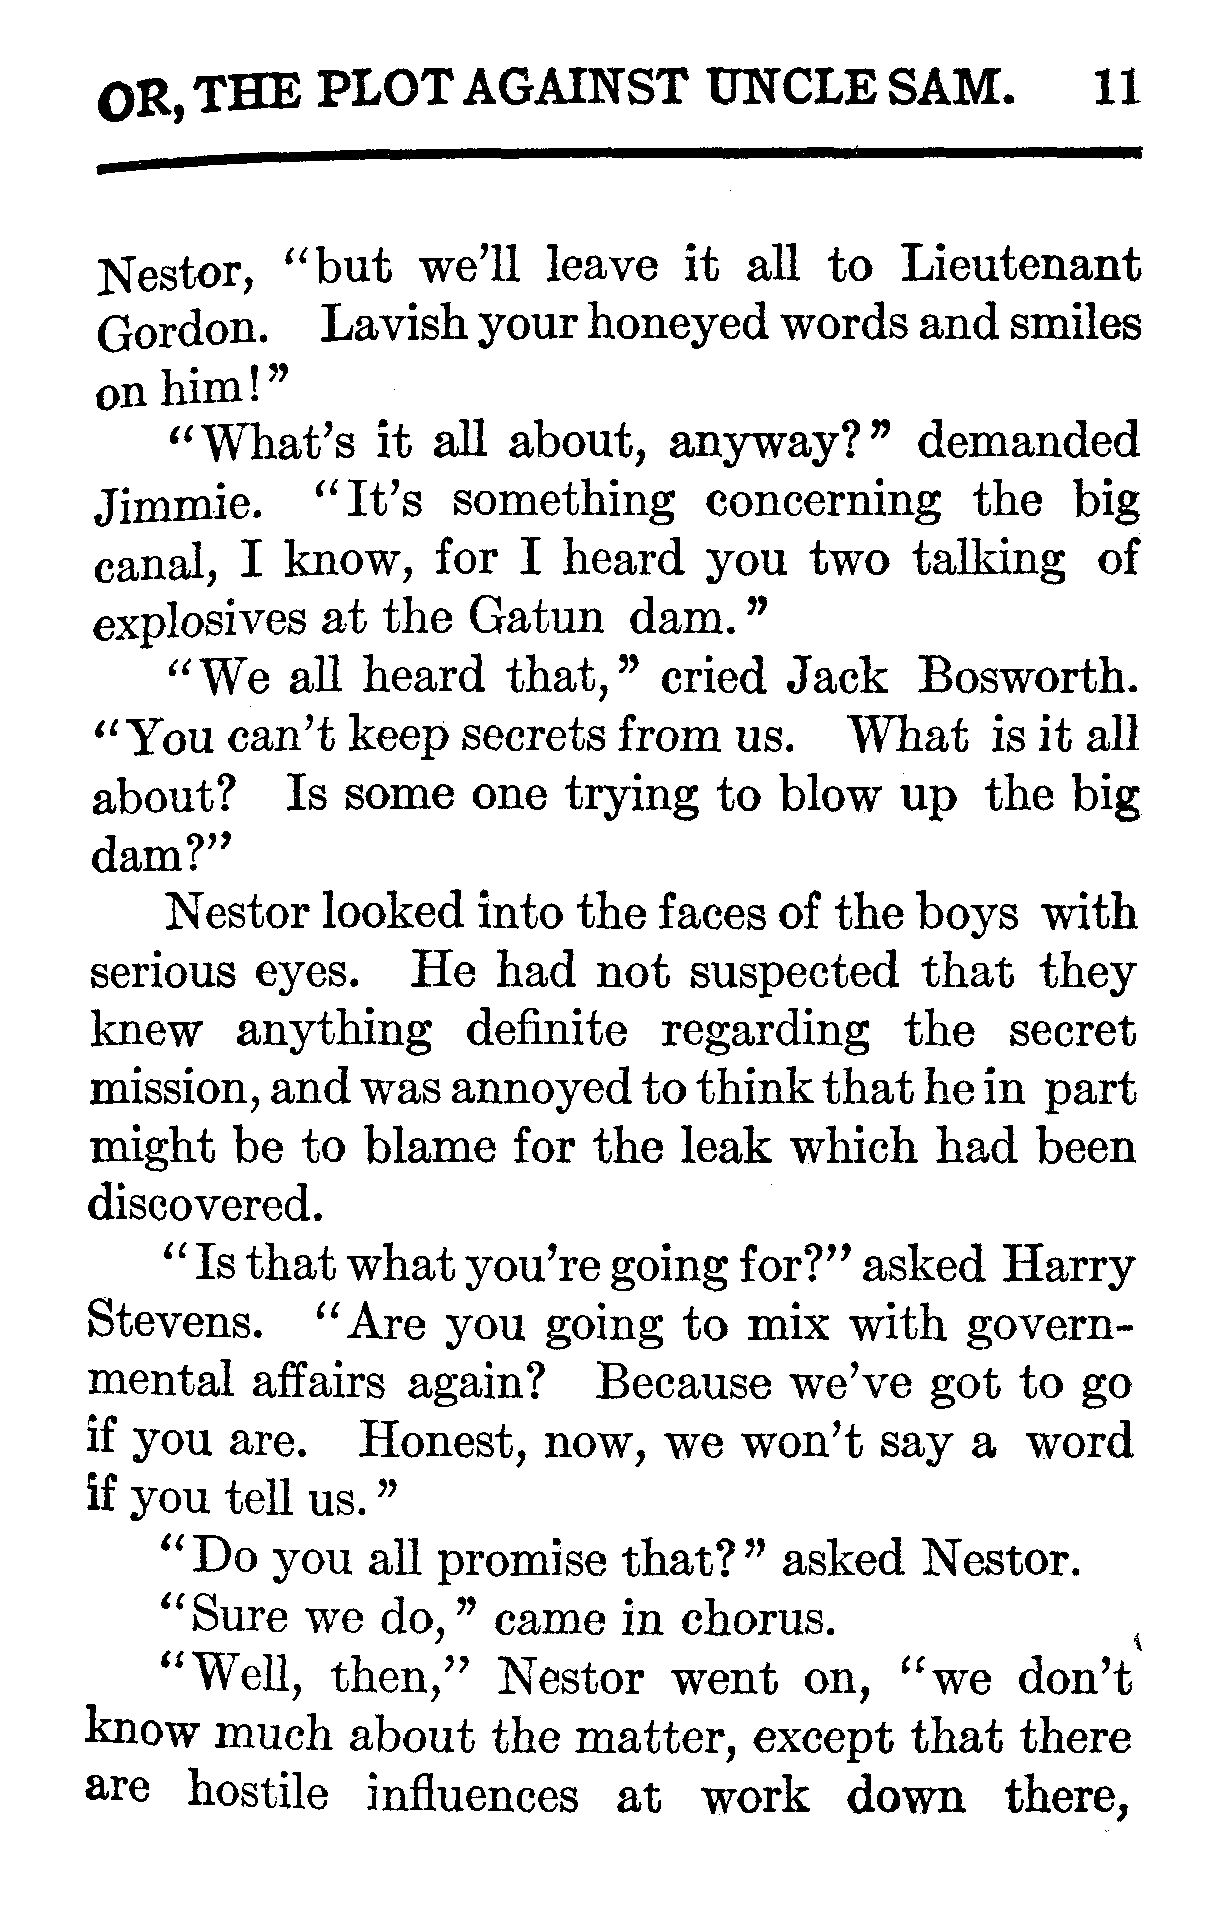 OR, THE PLOT AGAINST UNCLE SAM. 11
Nestor, "but we'll leave it all to Lieutenant
Gordon. Lavish your honeyed words and smiles
on him!"
"What's it all about, anyway?" demanded
Jimmie. "It's something concerning the big
canal, I know, for I heard you two talking of
explosives at the Gatun dam."
"We all heard that," cried Jack Bosworth.
"You can't keep secrets from us. What is it all
about? Is some one trying to blow up the big
dam?"
Nestor looked into the faces of the boys with
serious eyes. He had not suspected that they
knew anything definite regarding the secret
mission, and was annoyed to think that he in part
might be to blame for the leak which had been
discovered.
"Is that what you're going for?" asked Harry
Stevens. "Are you going to mix with govern-
mental affairs again? Because we've got to go
if you are. Honest, now, we won't say a word
if you tell us."
"Do you all promise that?" asked Nestor.
"Sure we do," came in chorus.
"Well, then," Nestor went on, "we don't
know much about the matter, except that there
are hostile influences at work down there,